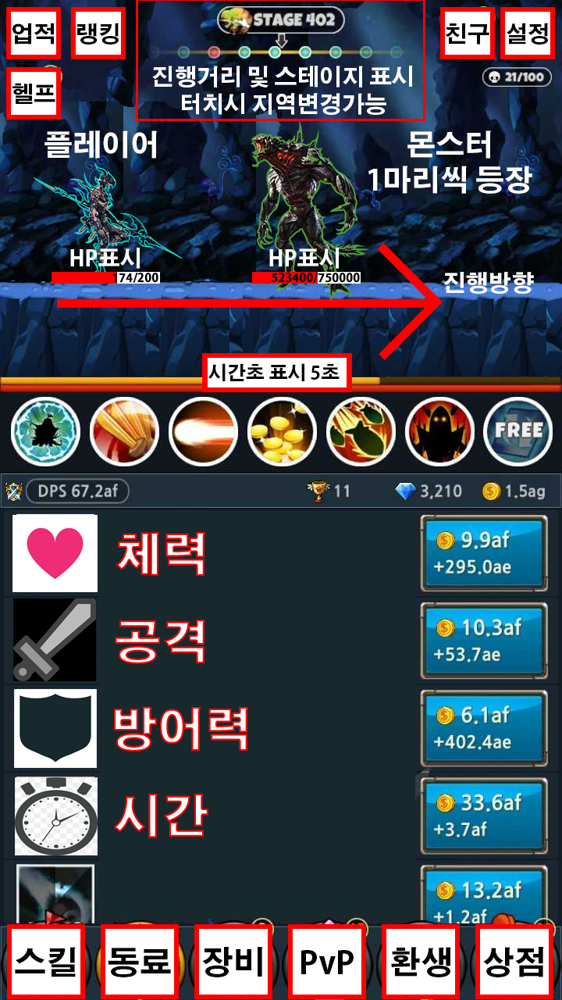 업적
랭킹
STAGE 402
친구
설정
진행거리 및 스테이지 표시
터치시 지역변경가능
헬프
21/100
플레이어
몬스터
1마리씩 등장
HP표시
174/200
HP표시
523400/750000
진행방향
시간초 표시 5초
FREE
DPS 67.2af
11
3,210
1.5ag
체력
9.9af
+295.0ae
공격
10.3af
+53.7ae
방어력
6.1af
+402.4ae
시간
33.6af
+3.7af
13.2af
+1.2af
스킬
동료
장비
PvP
환생
상점